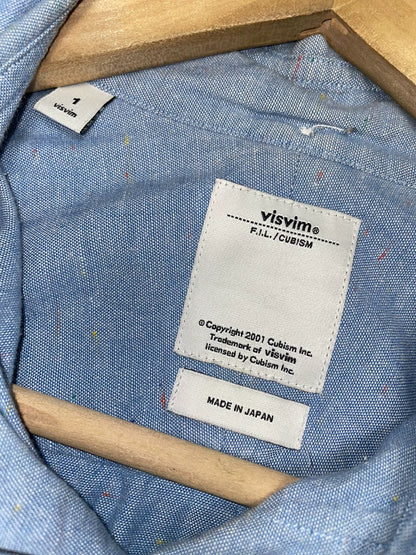 1
visvim
visvim®
F.I.L./CUBISM
© Copyright 2001 Cubism Inc.
Trademark of visvim
licensed by Cubism Inc.
MADE IN JAPAN